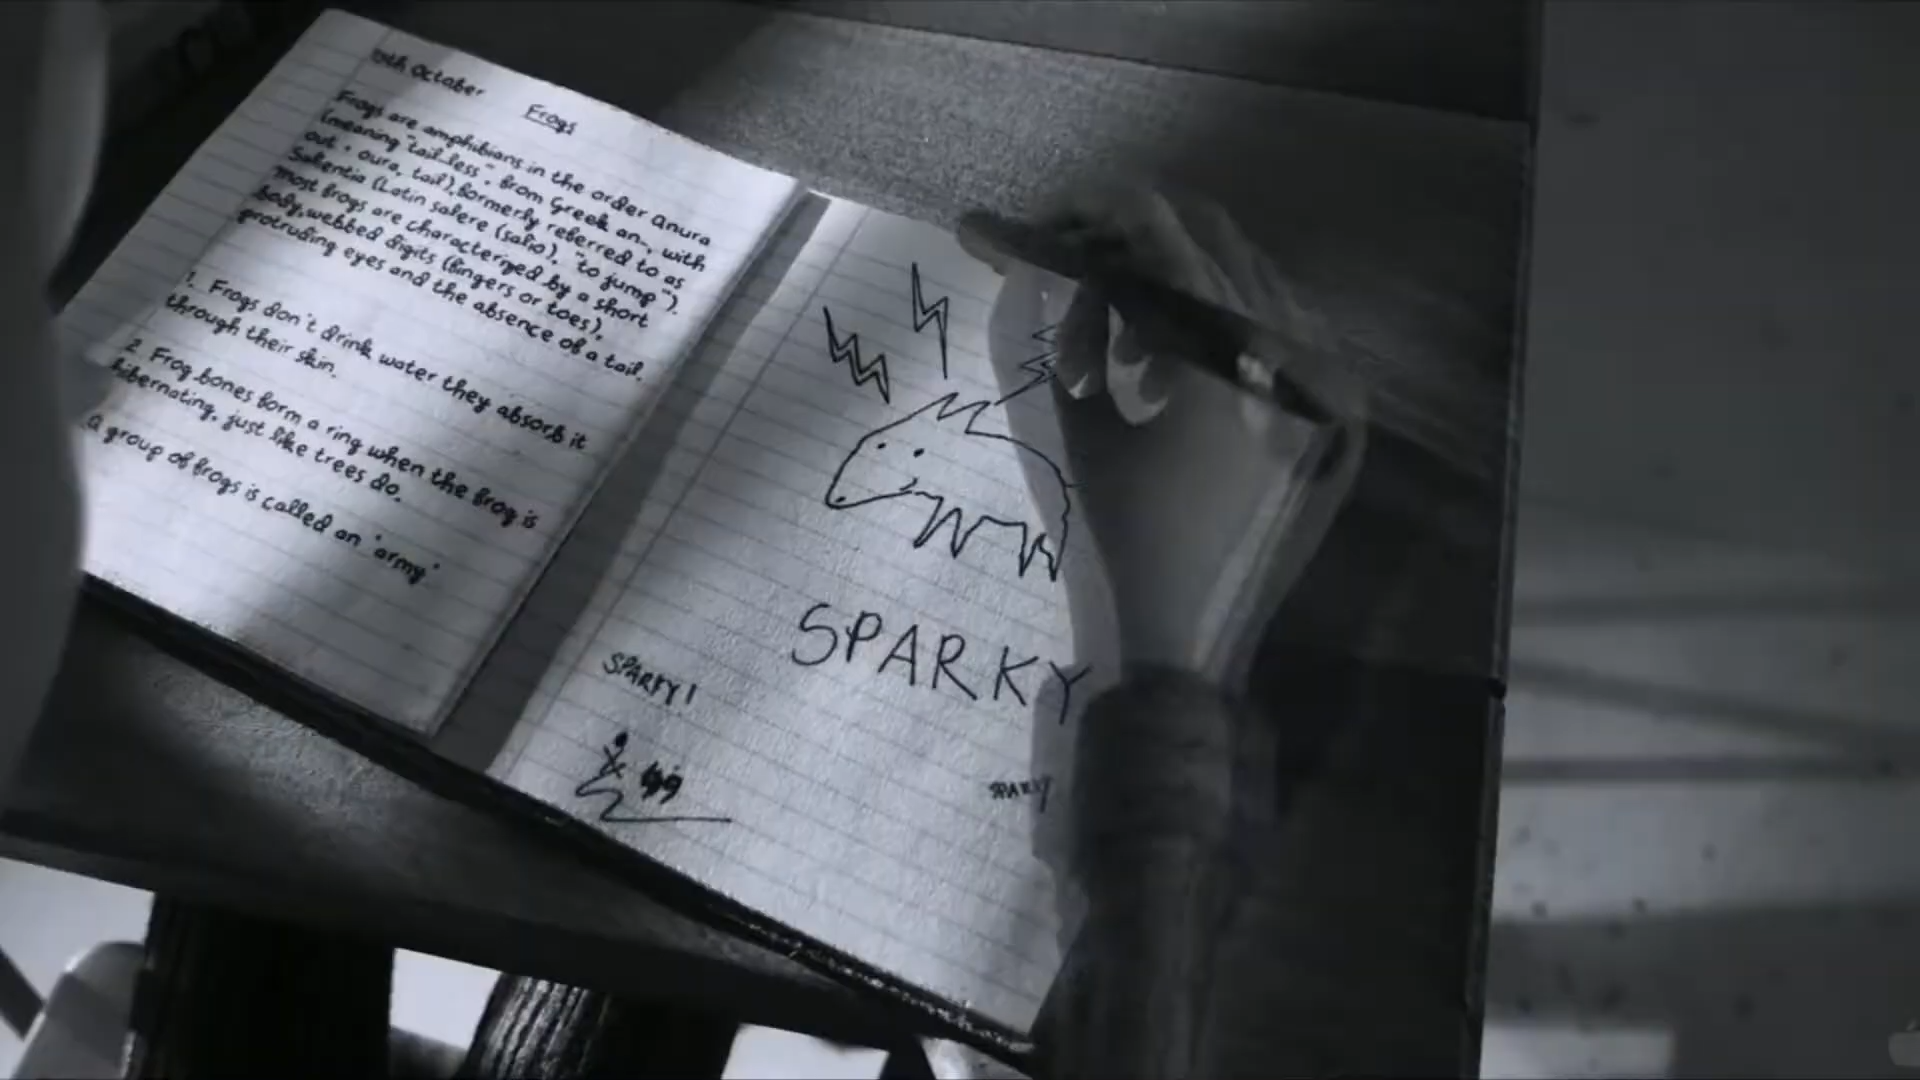 10th October
Frogs
Frogs are amphibians in the order anura
(meaning "tail-less", from Greek an-, with
out + oura, tail), formerly referred to as
Salentia (Latin salere (salio), "to jump").
most frogs are characterized by a short
body, webbed digits (fingers or toes),
protruding eyes and the absence of a tail.
1. Frogs don't drink water they absorb it
through their skin.
2. Frog bones form a ring when the frog is
hibernating, just like trees do.
a group of frogs is called an "army"
SPARKY
SPARKY!
SPARKY